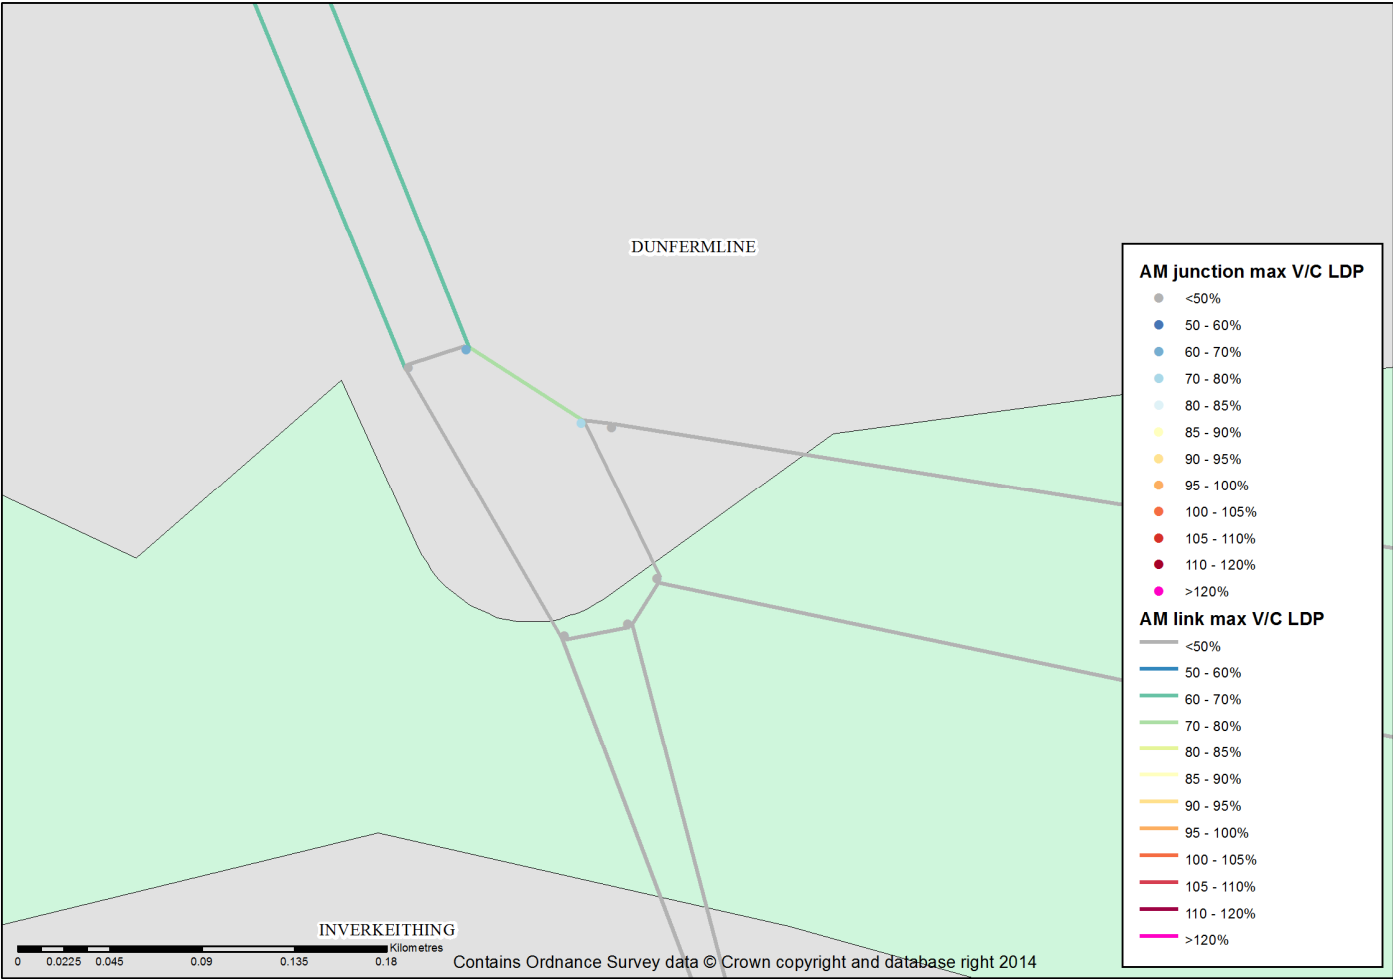 DUNFERMLINE
AM junction max V/C LDP
<50%
50 - 60%
60 - 70%
70 - 80%
80 - 85%
85 - 90%
90 - 95%
95 - 100%
100 - 105%
105 - 110%
110 - 120%
>120%
AM link max V/C LDP
<50%
50 - 60%
60 - 70%
70 - 80%
80 - 85%
85 - 90%
90 - 95%
95 - 100%
100 - 105%
105 - 110%
110 - 120%
>120%
INVERKEITHING
Kilometres
0 0.0225 0.045 0.09 0.135 0.18
Contains Ordnance Survey data © Crown copyright and database right 2014